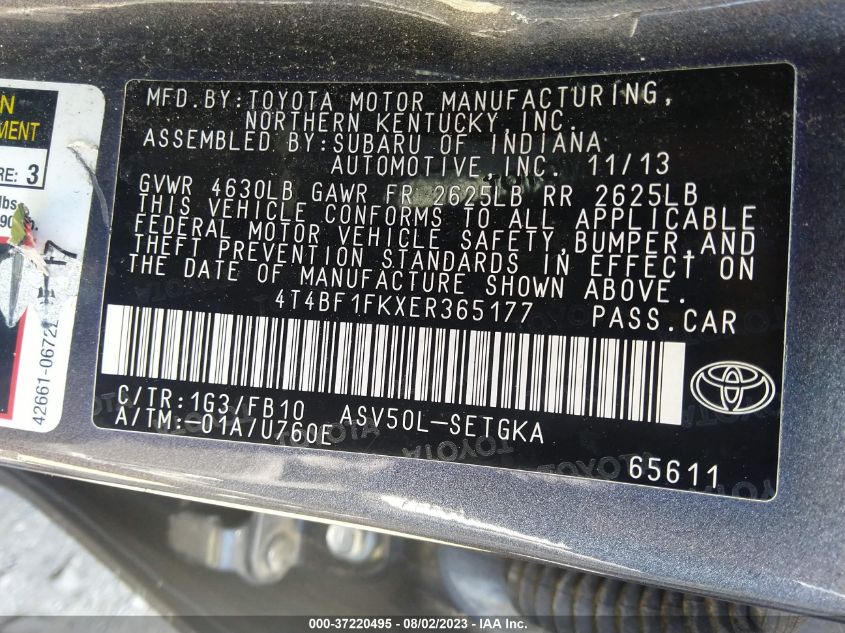 MFD.BY:TOYOTA MOTOR MANUFACTURING,
NORTHERN KENTUCKY,INC.
ASSEMBLED BY:SUBARU OF INDIANA
AUTOMOTIVE,INC. 11/13
GVWR 4630LB GAWR FR 2625LB RR 2625LB
THIS VEHICLE CONFORMS TO ALL APPLICABLE
FEDERAL MOTOR VEHICLE SAFETY,BUMPER,AND
THEFT PREVENTION STANDARDS IN EFFECT ON
THE DATE OF MANUFACTURE SHOWN ABOVE.
4T4BF1FKXER365177 PASS.CAR
C/TR:1G3/FB10 ASV50L-SETGKA
A/TM:-01A/U760E
65611
MENT
RE: 3
lbs
42661-0672
000-37220495 - 08/02/2023 - IAA Inc.